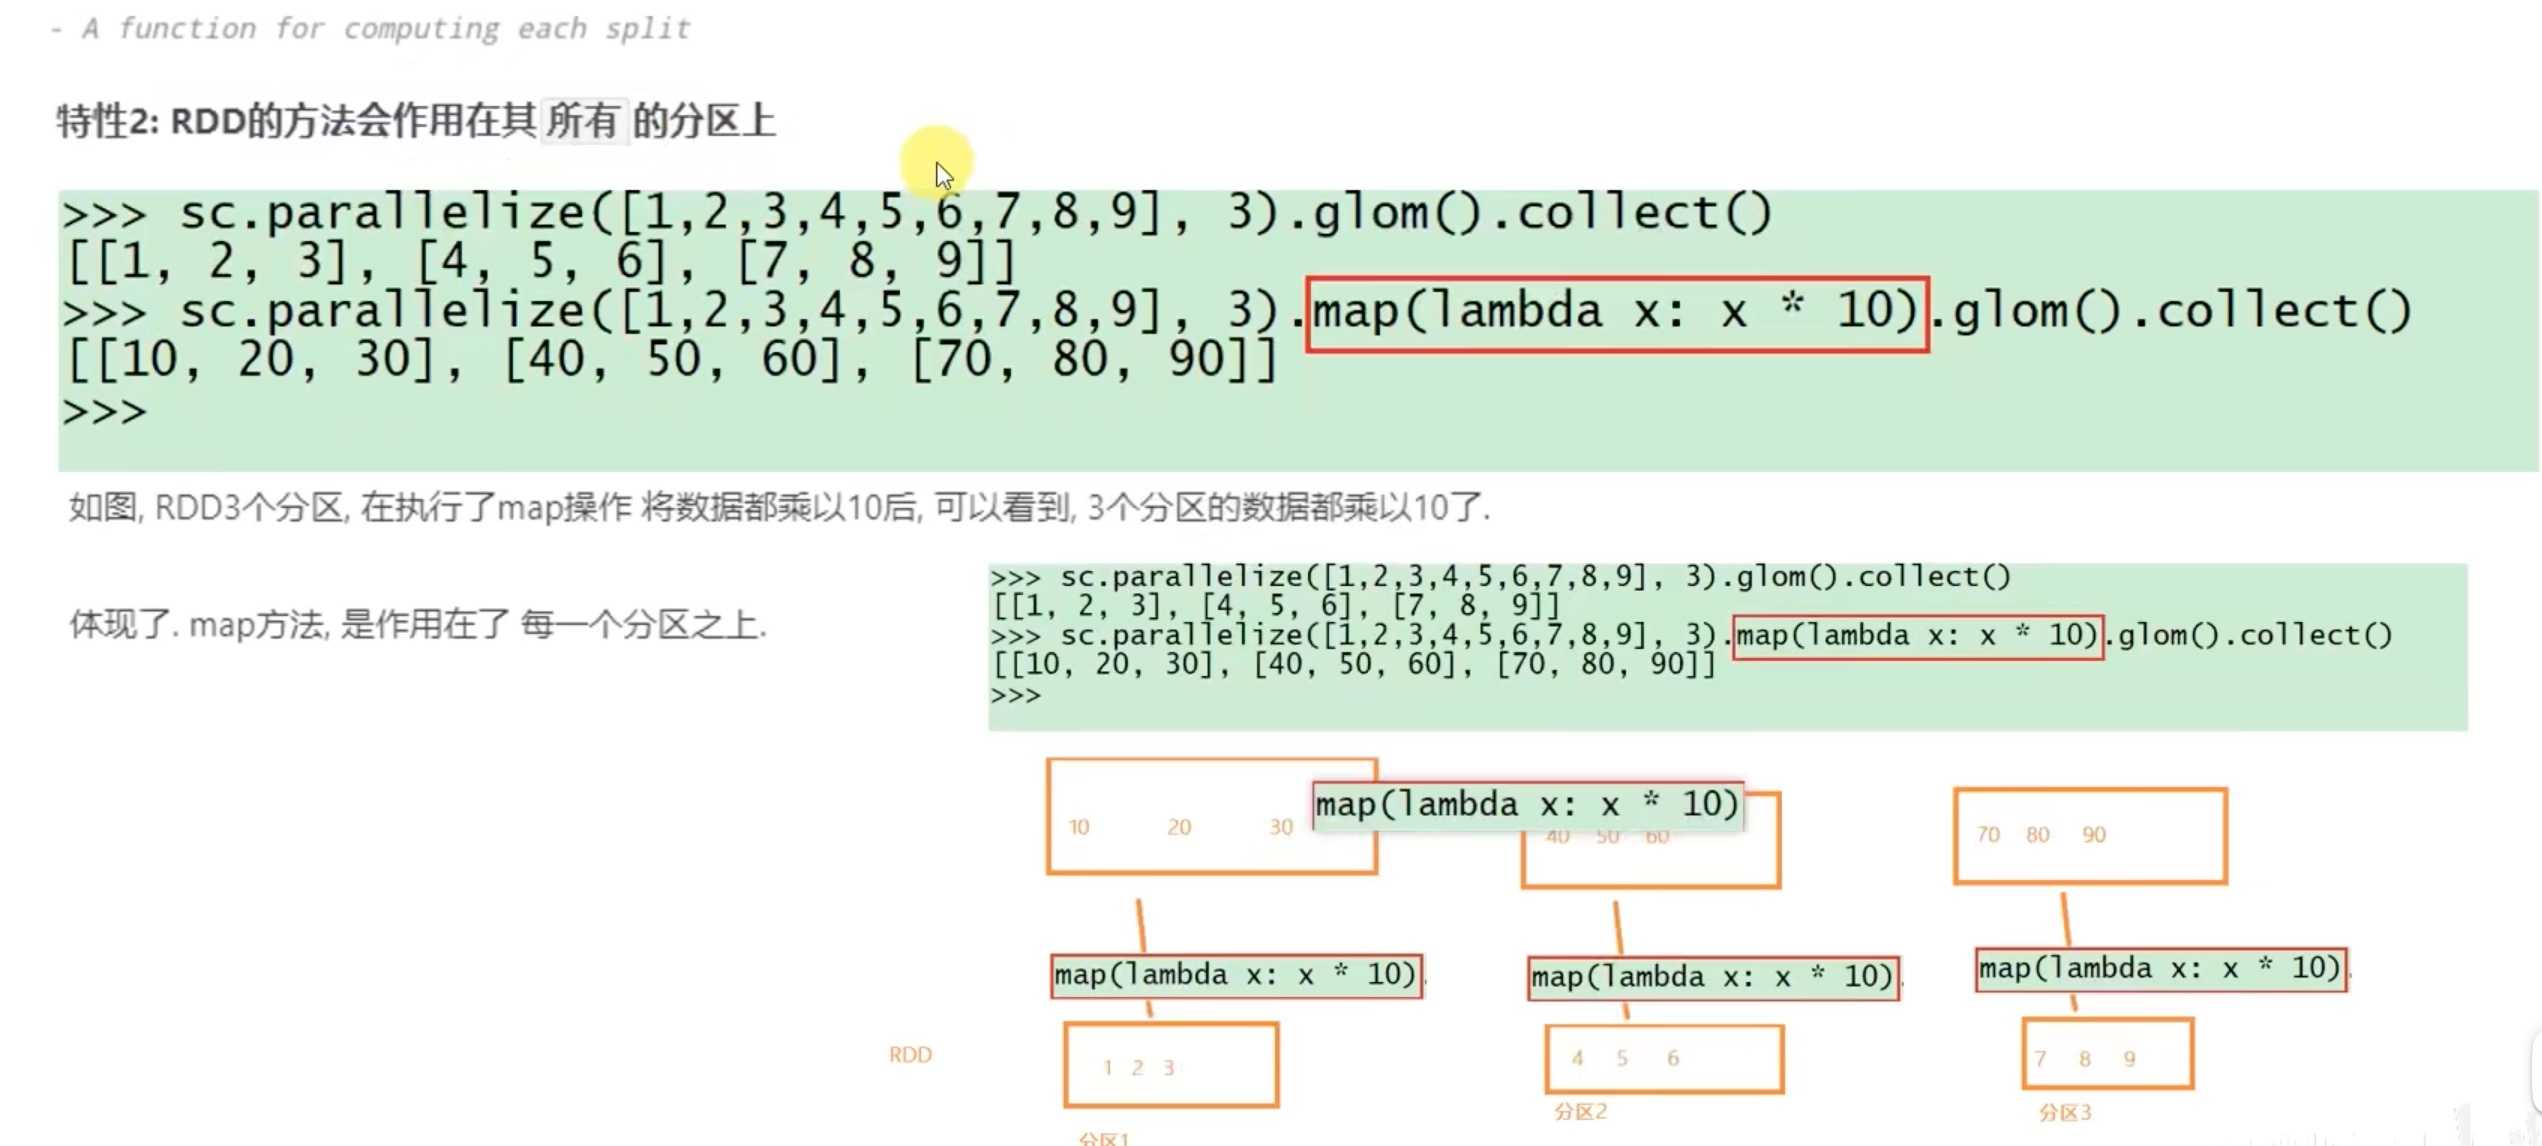 - A function for computing each split
特性2: RDD的方法会作用在其 所有 的分区上
>>> sc.parallelize([1,2,3,4,5,6,7,8,9], 3).glom().collect()
[[1, 2, 3], [4, 5, 6], [7, 8, 9]]
>>> sc.parallelize([1,2,3,4,5,6,7,8,9], 3).map(lambda x: x * 10).glom().collect()
[[10, 20, 30], [40, 50, 60], [70, 80, 90]]
>>>
如图, RDD3个分区, 在执行了map操作 将数据都乘以10后, 可以看到, 3个分区的数据都乘以10了.
体现了. map方法, 是作用在了 每一个分区之上.
>>> sc.parallelize([1,2,3,4,5,6,7,8,9], 3).glom().collect()
[[1, 2, 3], [4, 5, 6], [7, 8, 9]]
>>> sc.parallelize([1,2,3,4,5,6,7,8,9], 3).map(lambda x: x * 10).glom().collect()
[[10, 20, 30], [40, 50, 60], [70, 80, 90]]
>>>
map(lambda x: x * 10)
10 20 30
40 50 60
70 80 90
map(lambda x: x * 10).
map(lambda x: x * 10).
map(lambda x: x * 10).
RDD
1 2 3
4 5 6
7 8 9
分区1
分区2
分区3